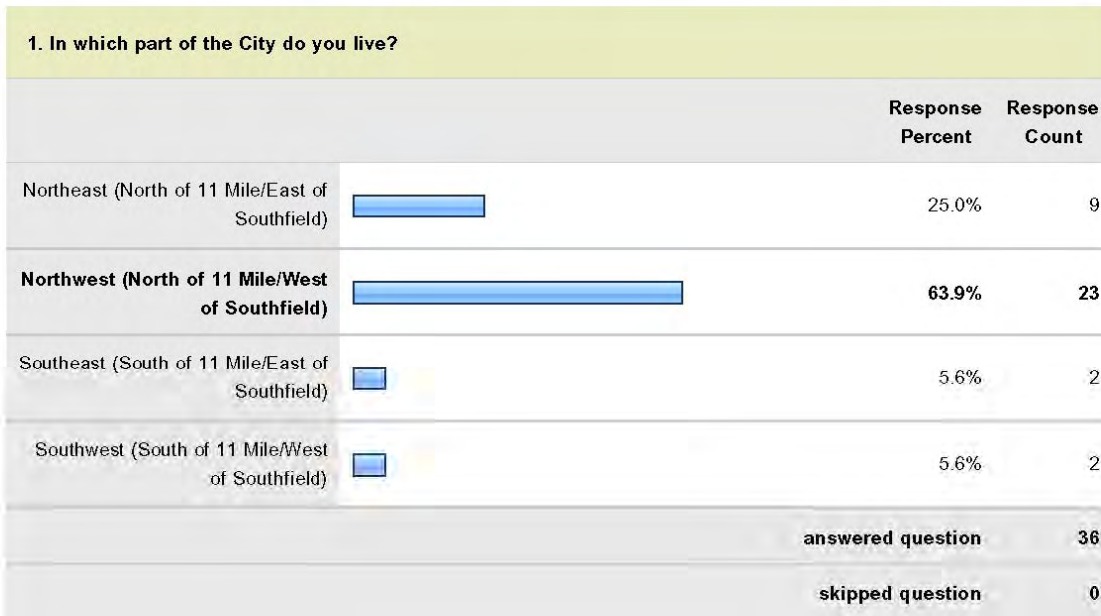 1. In which part of the City do you live?
Response Percent
Response Count
Northeast (North of 11 Mile/East of
Southfield)
25.0%
9
Northwest (North of 11 Mile/West
of Southfield)
63.9%
23
Southeast (South of 11 Mile/East of
Southfield)
5.6%
2
Southwest (South of 11 Mile/West
of Southfield)
5.6%
2
answered question
36
skipped question
0